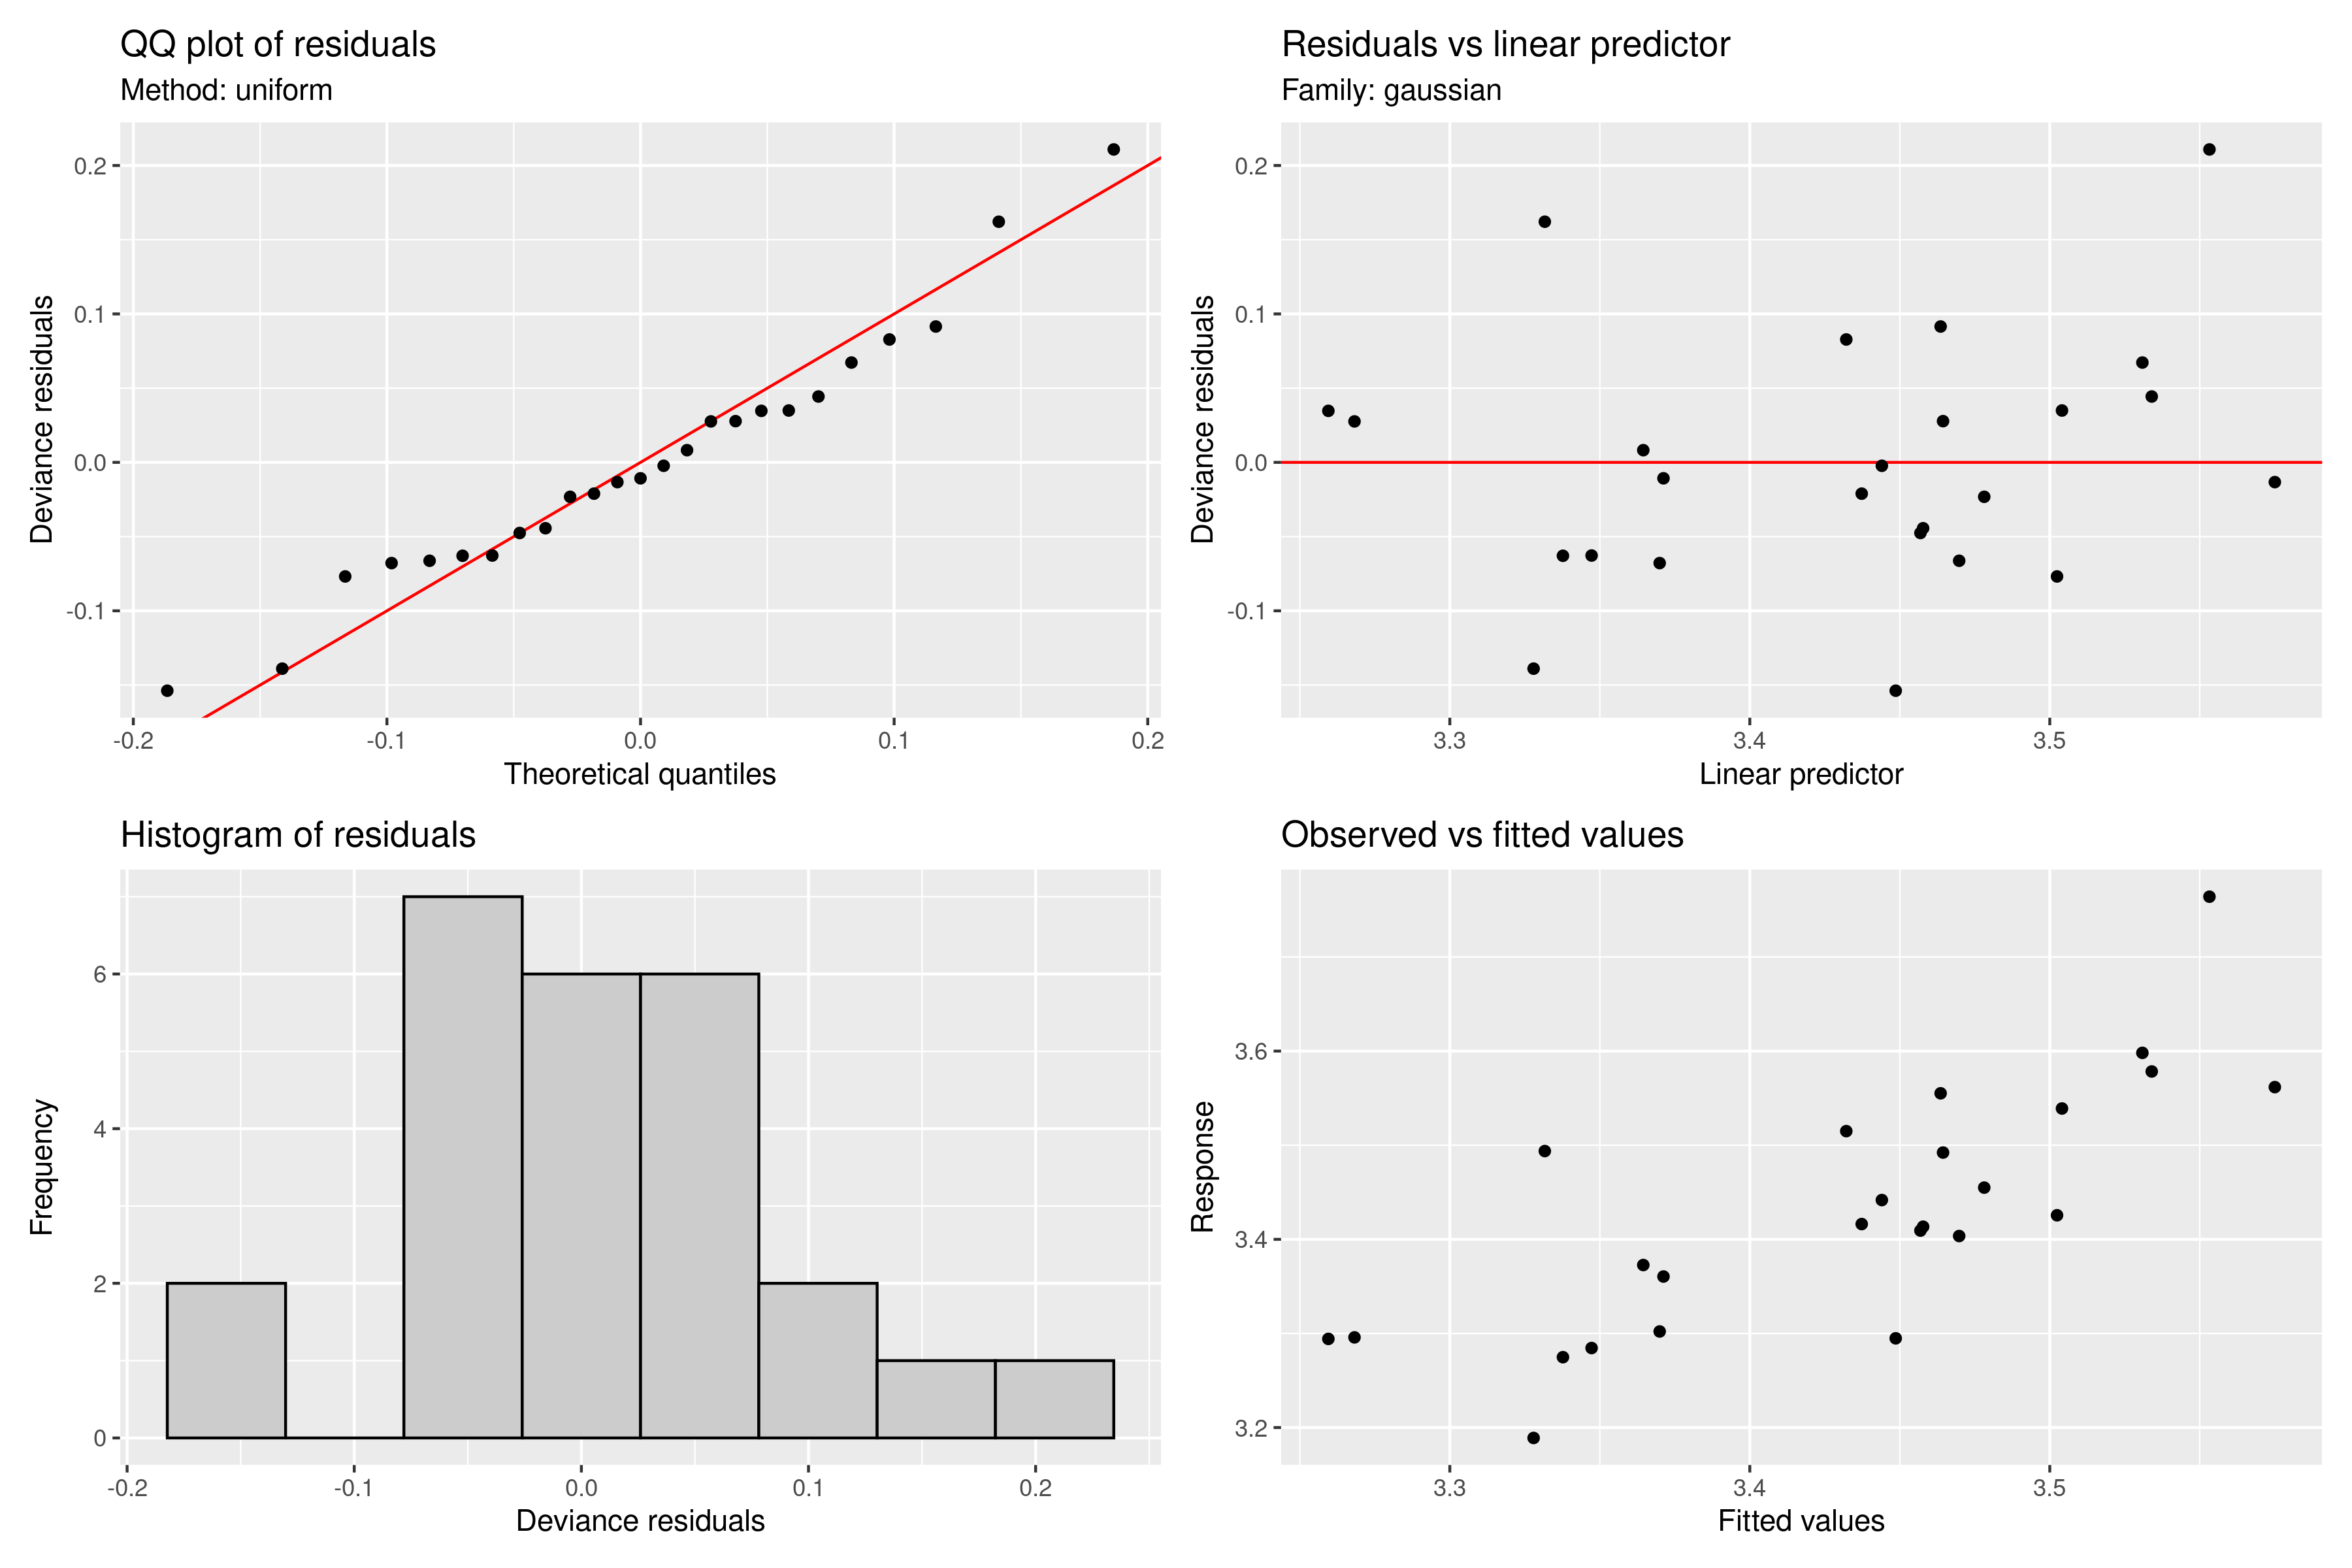 QQ plot of residuals
Method: uniform
Deviance residuals
0.2
0.1
0.0
-0.1
-0.2
-0.1
0.0
0.1
0.2
Theoretical quantiles
Residuals vs linear predictor
Family: gaussian
Deviance residuals
0.2
0.1
0.0
-0.1
3.3
3.4
3.5
Linear predictor
Histogram of residuals
Frequency
6
4
2
0
-0.2
-0.1
0.0
0.1
0.2
Deviance residuals
Observed vs fitted values
Response
3.6
3.4
3.2
3.3
3.4
3.5
Fitted values